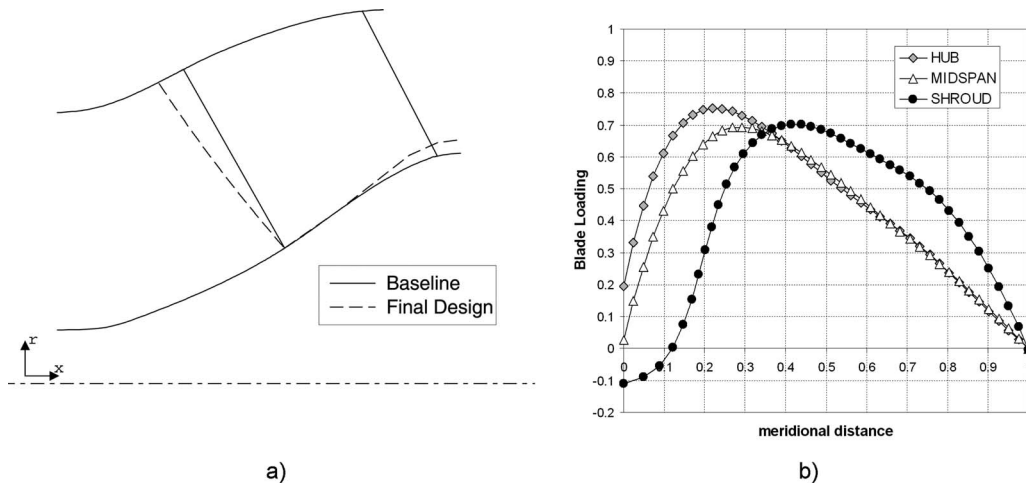 Baseline
Final Design
r
x
a)
1
0.9
0.8
0.7
0.6
0.5
0.4
0.3
0.2
0.1
0
-0.1
-0.2
Blade Loading
HUB
MIDSPAN
SHROUD
0 0.1 0.2 0.3 0.4 0.5 0.6 0.7 0.8 0.9 1
meridional distance
b)